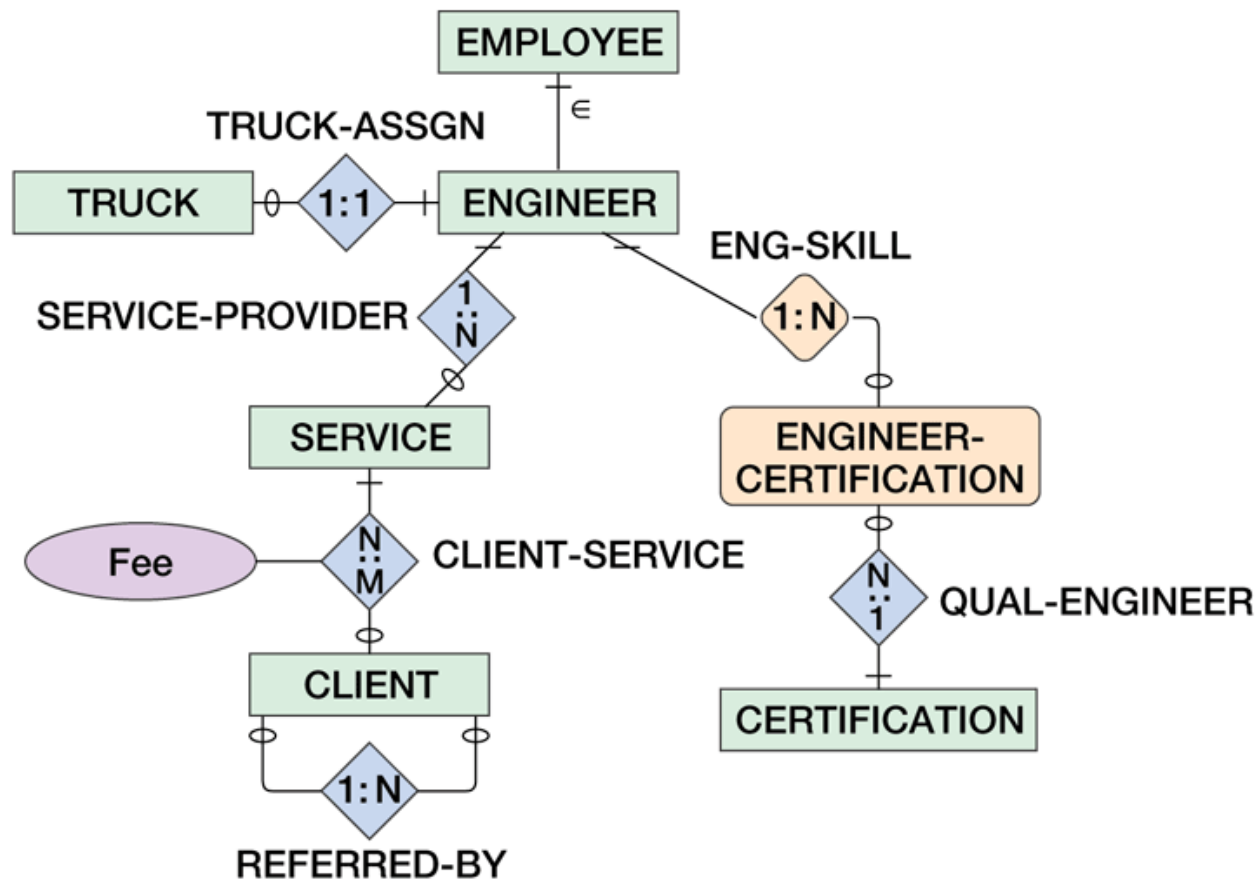 EMPLOYEE
∈
TRUCK-ASSGN
TRUCK
1:1
ENGINEER
ENG-SKILL
SERVICE-PROVIDER
1
:
N
1:N
SERVICE
ENGINEER-
CERTIFICATION
Fee
N
:
M
CLIENT-SERVICE
N
:
1
QUAL-ENGINEER
CLIENT
CERTIFICATION
1:N
REFERRED-BY